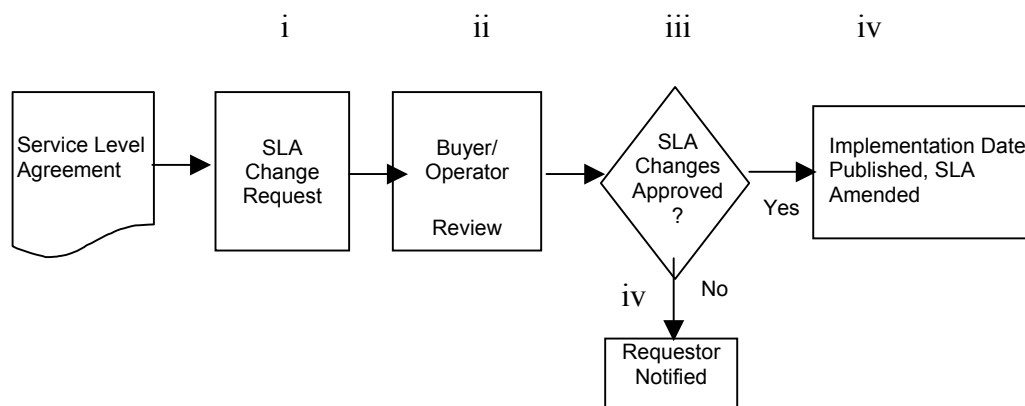 i
ii
iii
iv
Service Level
Agreement
SLA
Change
Request
Buyer/
Operator
Review
SLA
Changes
Approved
?
Yes
Implementation Date
Published, SLA
Amended
iv
No
Requestor
Notified